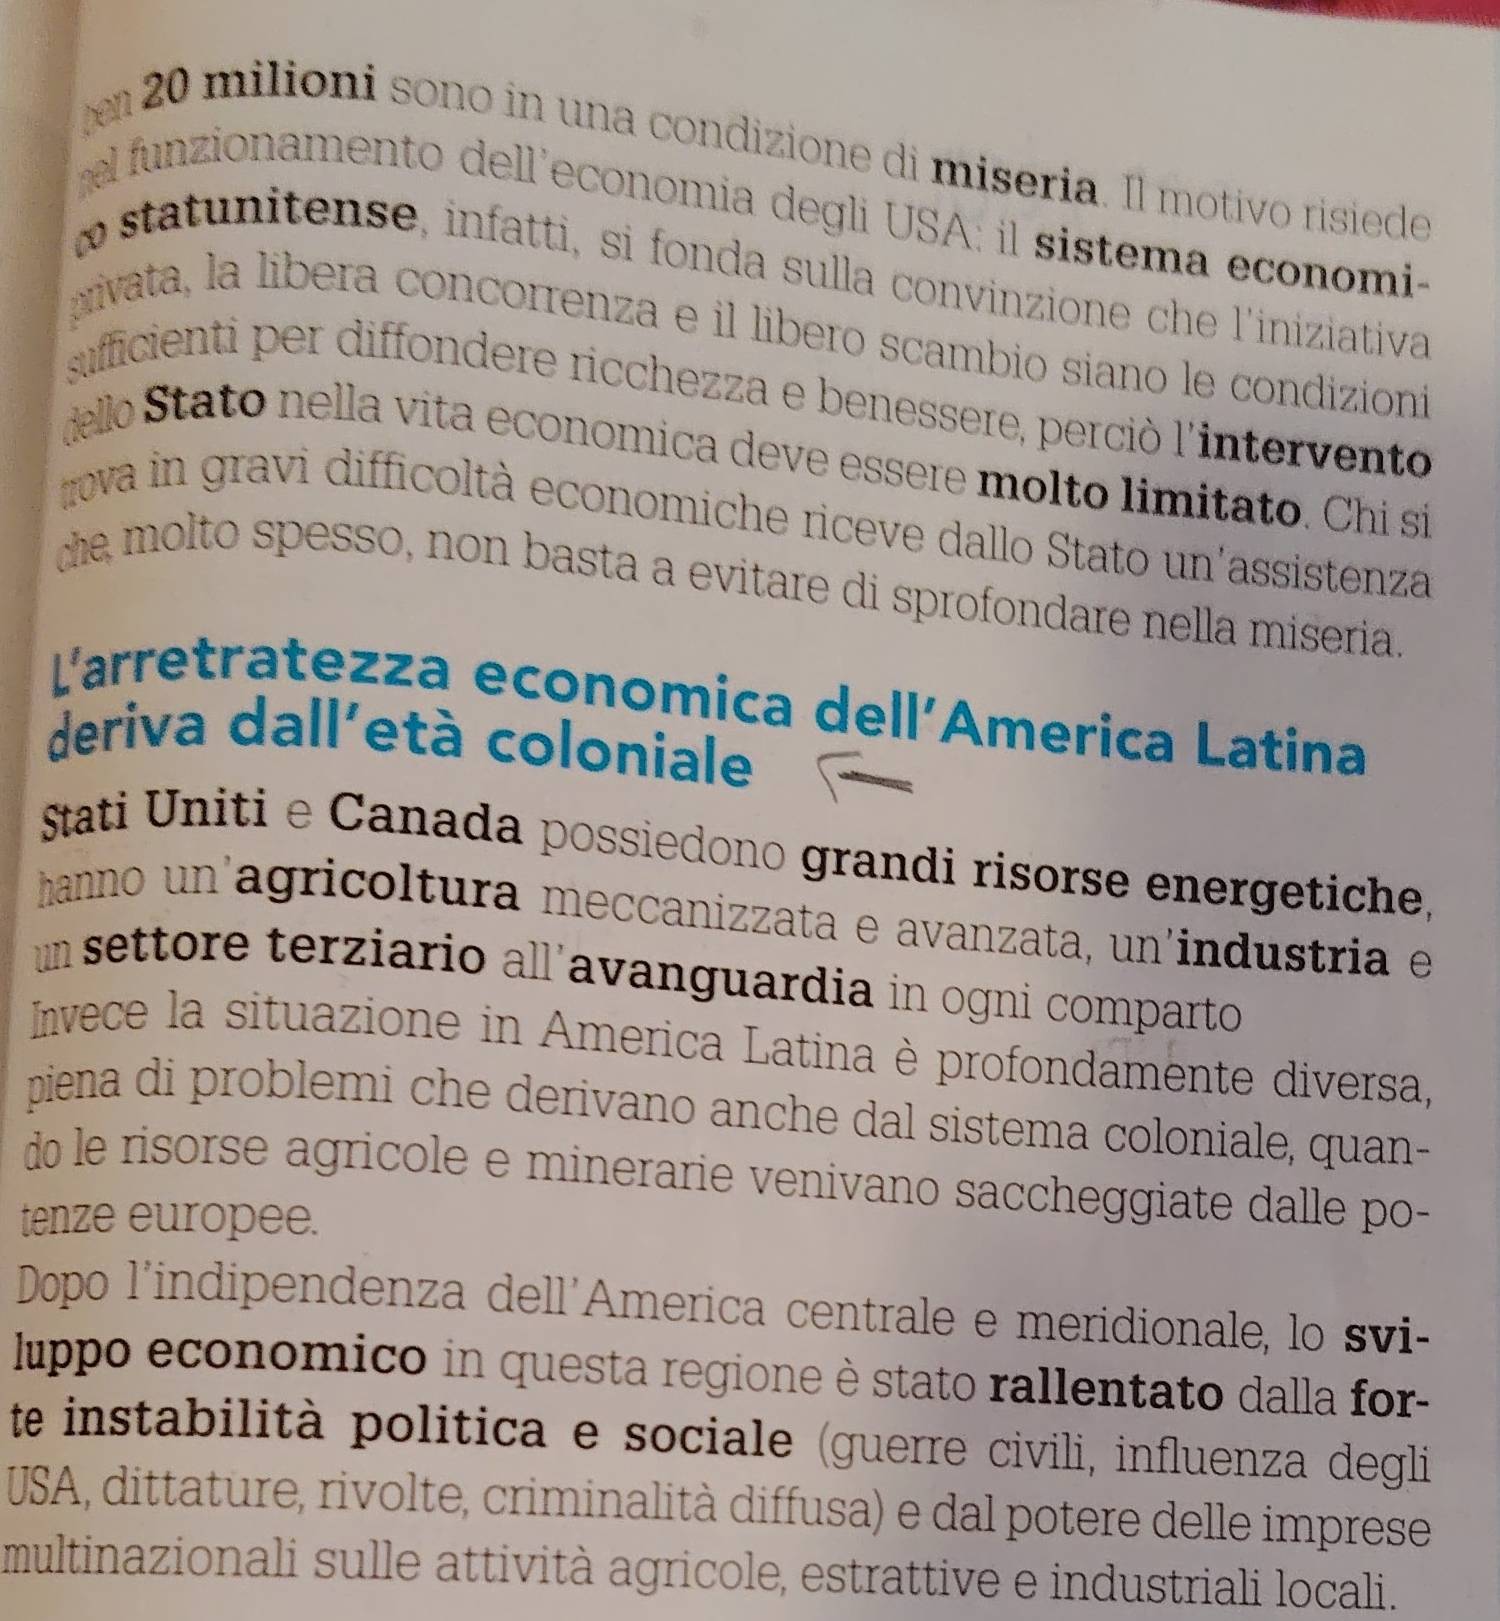 ben 20 milioni sono in una condizione di miseria. Il motivo risiede
nel funzionamento dell'economia degli USA: il sistema economi-
co statunitense, infatti, si fonda sulla convinzione che l'iniziativa
privata, la libera concorrenza e il libero scambio siano le condizioni
sufficienti per diffondere ricchezza e benessere, perciò l'intervento
dello Stato nella vita economica deve essere molto limitato. Chi si
trova in gravi difficoltà economiche riceve dallo Stato un'assistenza
che, molto spesso, non basta a evitare di sprofondare nella miseria.
L'arretratezza economica dell'America Latina
deriva dall'età coloniale
Stati Uniti e Canada possiedono grandi risorse energetiche,
hanno un'agricoltura meccanizzata e avanzata, un'industria e
un settore terziario all'avanguardia in ogni comparto
Invece la situazione in America Latina è profondamente diversa,
piena di problemi che derivano anche dal sistema coloniale, quan-
do le risorse agricole e minerarie venivano saccheggiate dalle po-
tenze europee.
Dopo l'indipendenza dell'America centrale e meridionale, lo svi-
luppo economico in questa regione è stato rallentato dalla for-
te instabilità politica e sociale (guerre civili, influenza degli
USA, dittature, rivolte, criminalità diffusa) e dal potere delle imprese
multinazionali sulle attività agricole, estrattive e industriali locali.